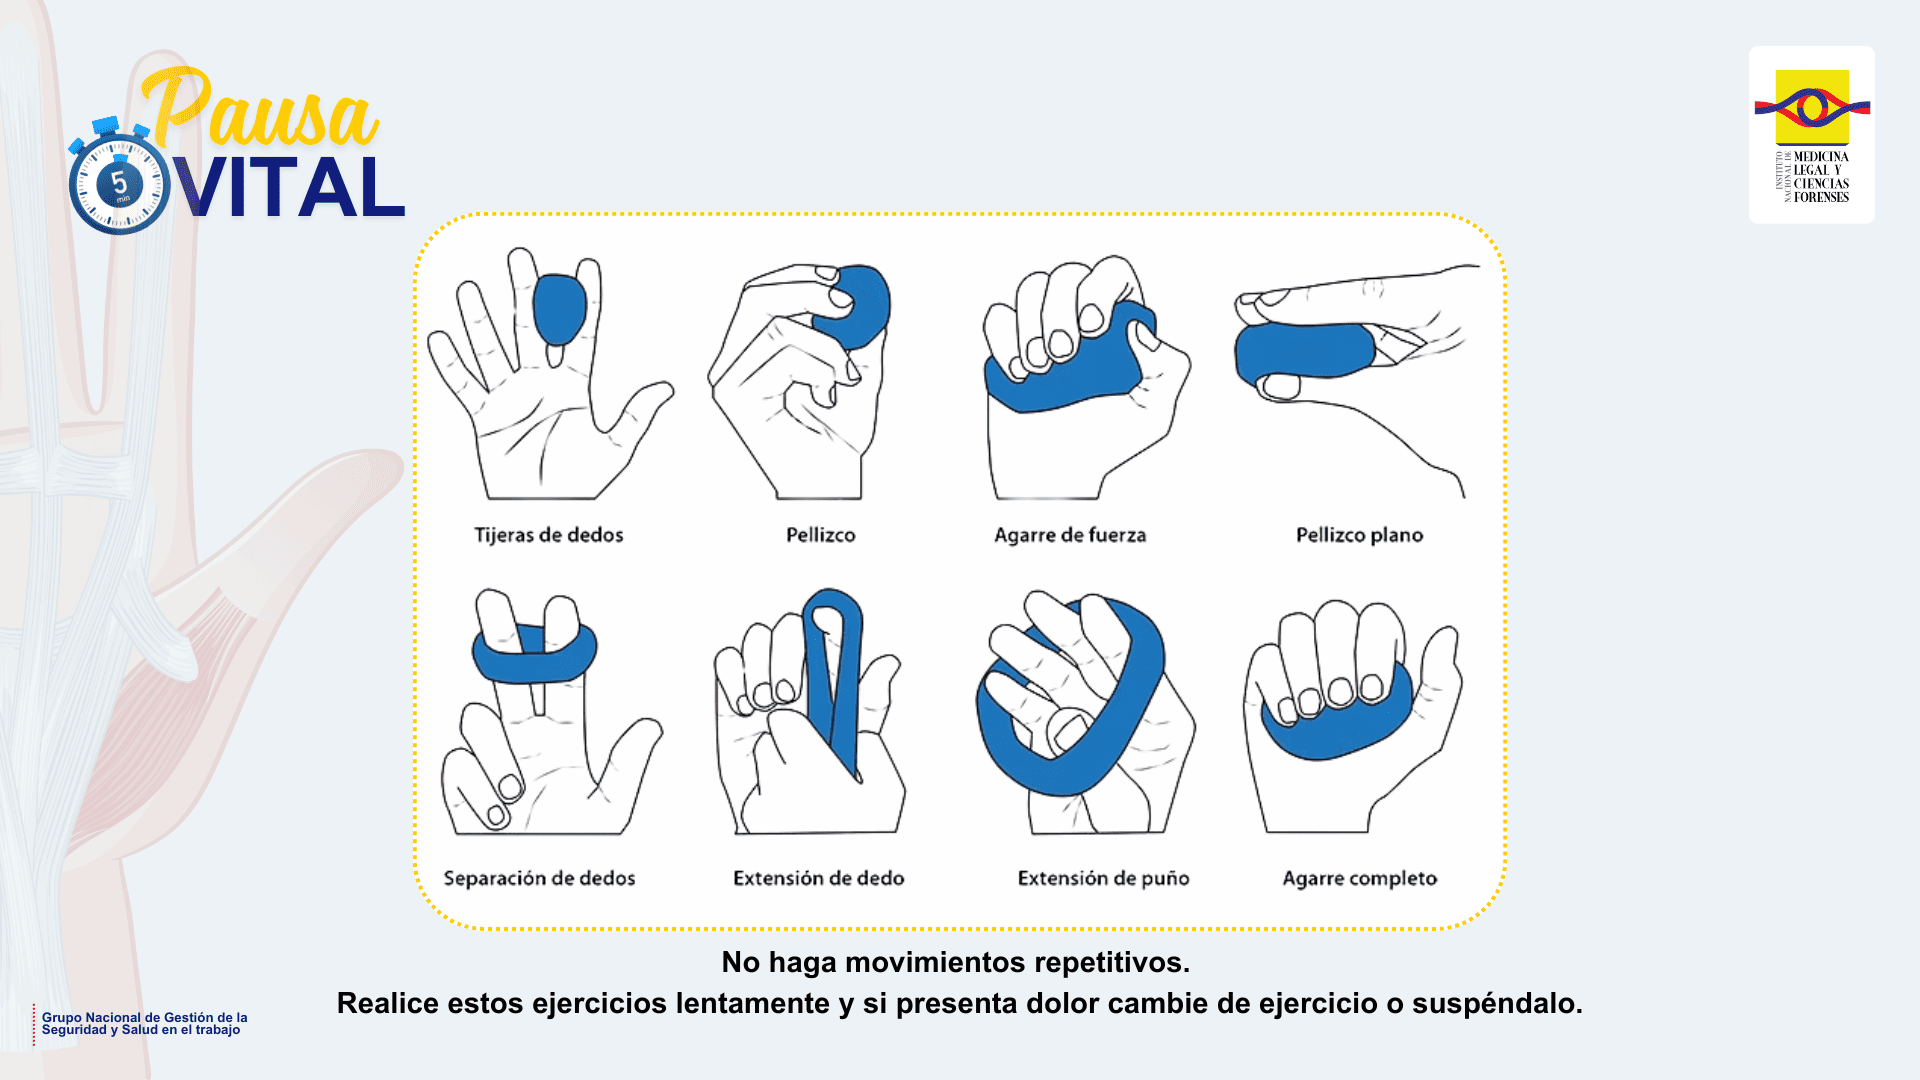 Pausa
VITAL
5
min
INSTITUTO
NACIONAL DE
MEDICINA
LEGAL Y
CIENCIAS
FORENSES
Tijeras de dedos
Pellizco
Agarre de fuerza
Pellizco plano
Separación de dedos
Extensión de dedo
Extensión de puño
Agarre completo
No haga movimientos repetitivos.
Realice estos ejercicios lentamente y si presenta dolor cambie de ejercicio o suspéndalo.
Grupo Nacional de Gestión de la
Seguridad y Salud en el trabajo